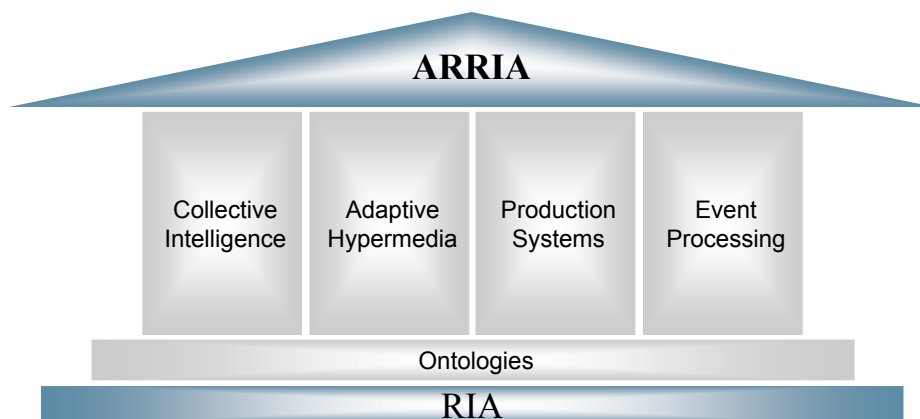 ARRIA
Collective
Intelligence
Adaptive
Hypermedia
Production
Systems
Event
Processing
Ontologies
RIA